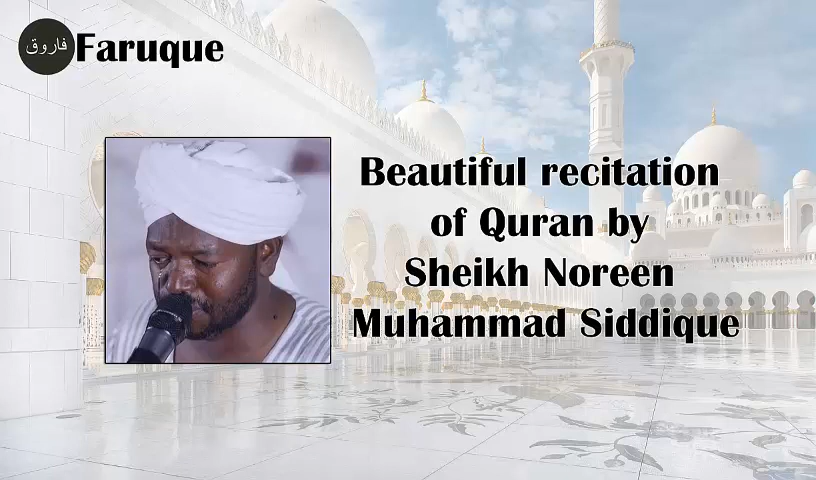 فاروق
Faruque
Beautiful recitation
of Quran by
Sheikh Noreen
Muhammad Siddique